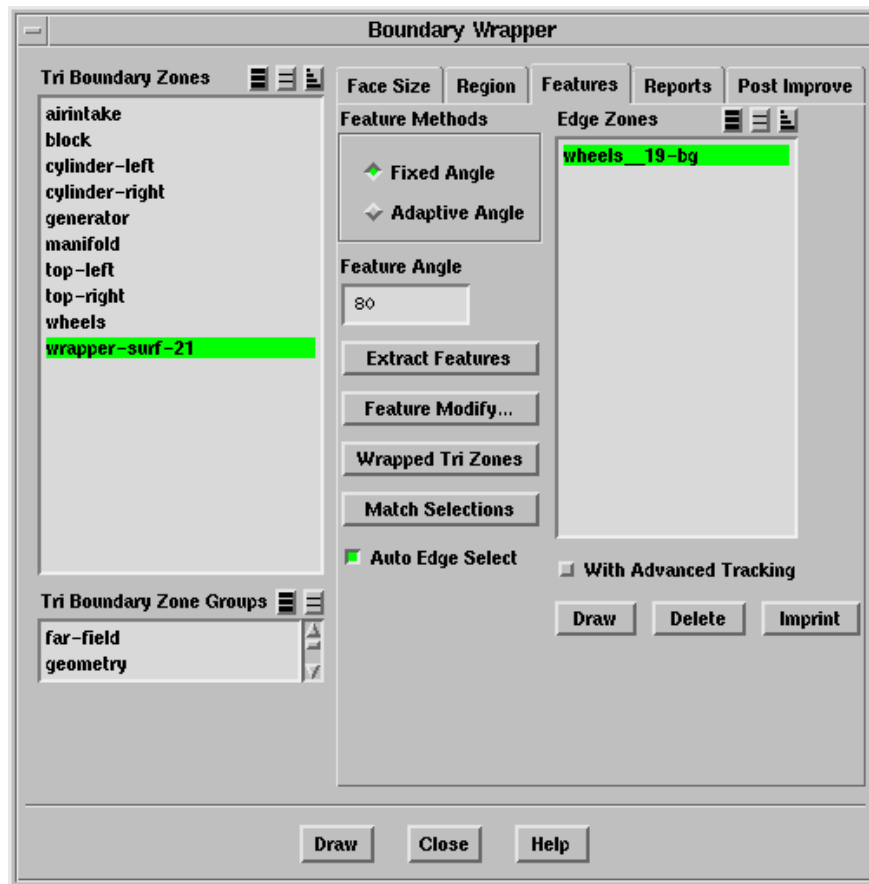 Boundary Wrapper
Tri Boundary Zones
airintake
block
cylinder-left
cylinder-right
generator
manifold
top-left
top-right
wheels
wrapper-surf-21
Tri Boundary Zone Groups
far-field
geometry
Face Size Region Features Reports Post Improve
Feature Methods
Fixed Angle
Adaptive Angle
Feature Angle
80
Extract Features
Feature Modify...
Wrapped Tri Zones
Match Selections
Auto Edge Select
Edge Zones
wheels__19-bg
With Advanced Tracking
Draw Delete Imprint
Draw Close Help